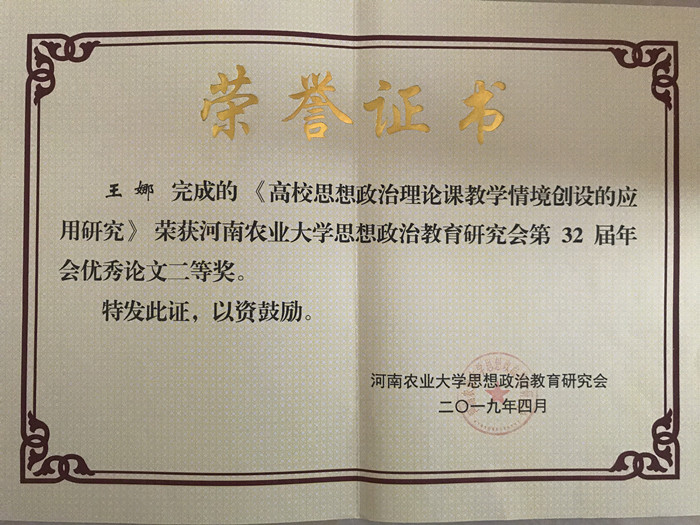 荣誉证书
王娜 完成的《高校思想政治理论课教学情境创设的应
用研究》荣获河南农业大学思想政治教育研究会第 32 届年
会优秀论文二等奖。
特发此证，以资鼓励。
河南农业大学思想政治教育研究会
二〇一九年四月